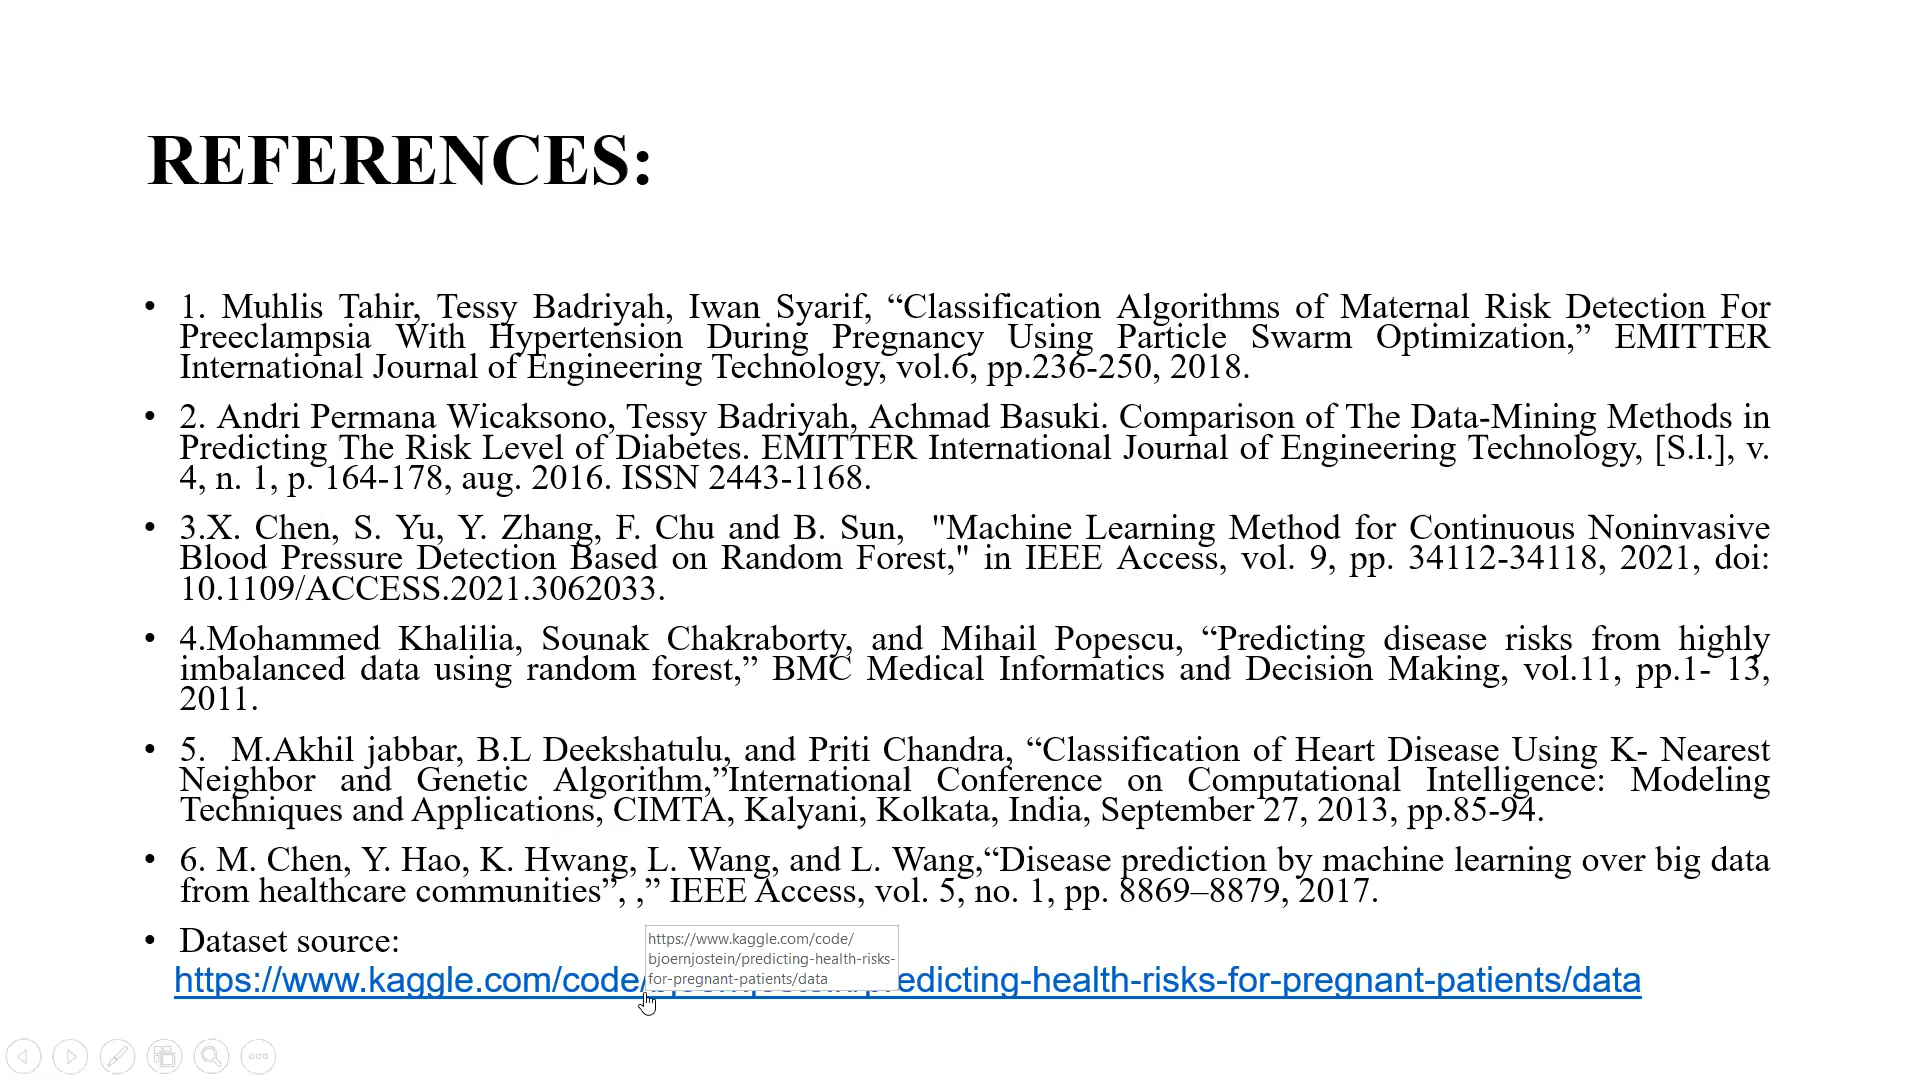 REFERENCES:
• 1. Muhlis Tahir, Tessy Badriyah, Iwan Syarif, “Classification Algorithms of Maternal Risk Detection For
Preeclampsia With Hypertension During Pregnancy Using Particle Swarm Optimization,” EMITTER
International Journal of Engineering Technology, vol.6, pp.236-250, 2018.
• 2. Andri Permana Wicaksono, Tessy Badriyah, Achmad Basuki. Comparison of The Data-Mining Methods in
Predicting The Risk Level of Diabetes. EMITTER International Journal of Engineering Technology, [S.l.], v.
4, n. 1, p. 164-178, aug. 2016. ISSN 2443-1168.
• 3.X. Chen, S. Yu, Y. Zhang, F. Chu and B. Sun, "Machine Learning Method for Continuous Noninvasive
Blood Pressure Detection Based on Random Forest," in IEEE Access, vol. 9, pp. 34112-34118, 2021, doi:
10.1109/ACCESS.2021.3062033.
• 4.Mohammed Khalilia, Sounak Chakraborty, and Mihail Popescu, “Predicting disease risks from highly
imbalanced data using random forest,” BMC Medical Informatics and Decision Making, vol.11, pp.1- 13,
2011.
• 5. M.Akhil jabbar, B.L Deekshatulu, and Priti Chandra, “Classification of Heart Disease Using K- Nearest
Neighbor and Genetic Algorithm,”International Conference on Computational Intelligence: Modeling
Techniques and Applications, CIMTA, Kalyani, Kolkata, India, September 27, 2013, pp.85-94.
• 6. M. Chen, Y. Hao, K. Hwang, L. Wang, and L. Wang,“Disease prediction by machine learning over big data
from healthcare communities”, ,” IEEE Access, vol. 5, no. 1, pp. 8869–8879, 2017.
• Dataset source:
https://www.kaggle.com/code/bjoernjostein/predicting-health-risks-for-pregnant-patients/data
https://www.kaggle.com/code/
bjoernjostein/predicting-health-risks-
for-pregnant-patients/data